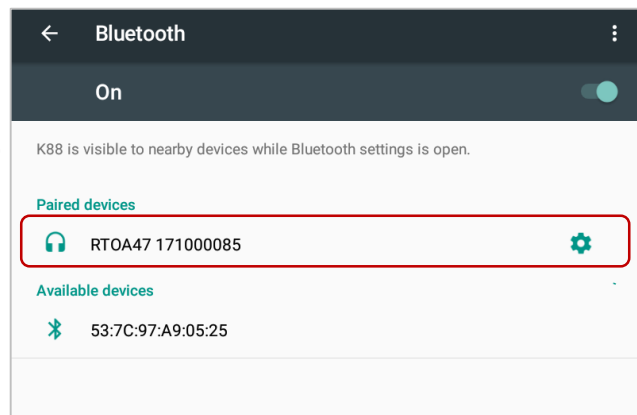 Bluetooth
On
K88 is visible to nearby devices while Bluetooth settings is open.
Paired devices
RTOA47 171000085
Available devices
53:7C:97:A9:05:25